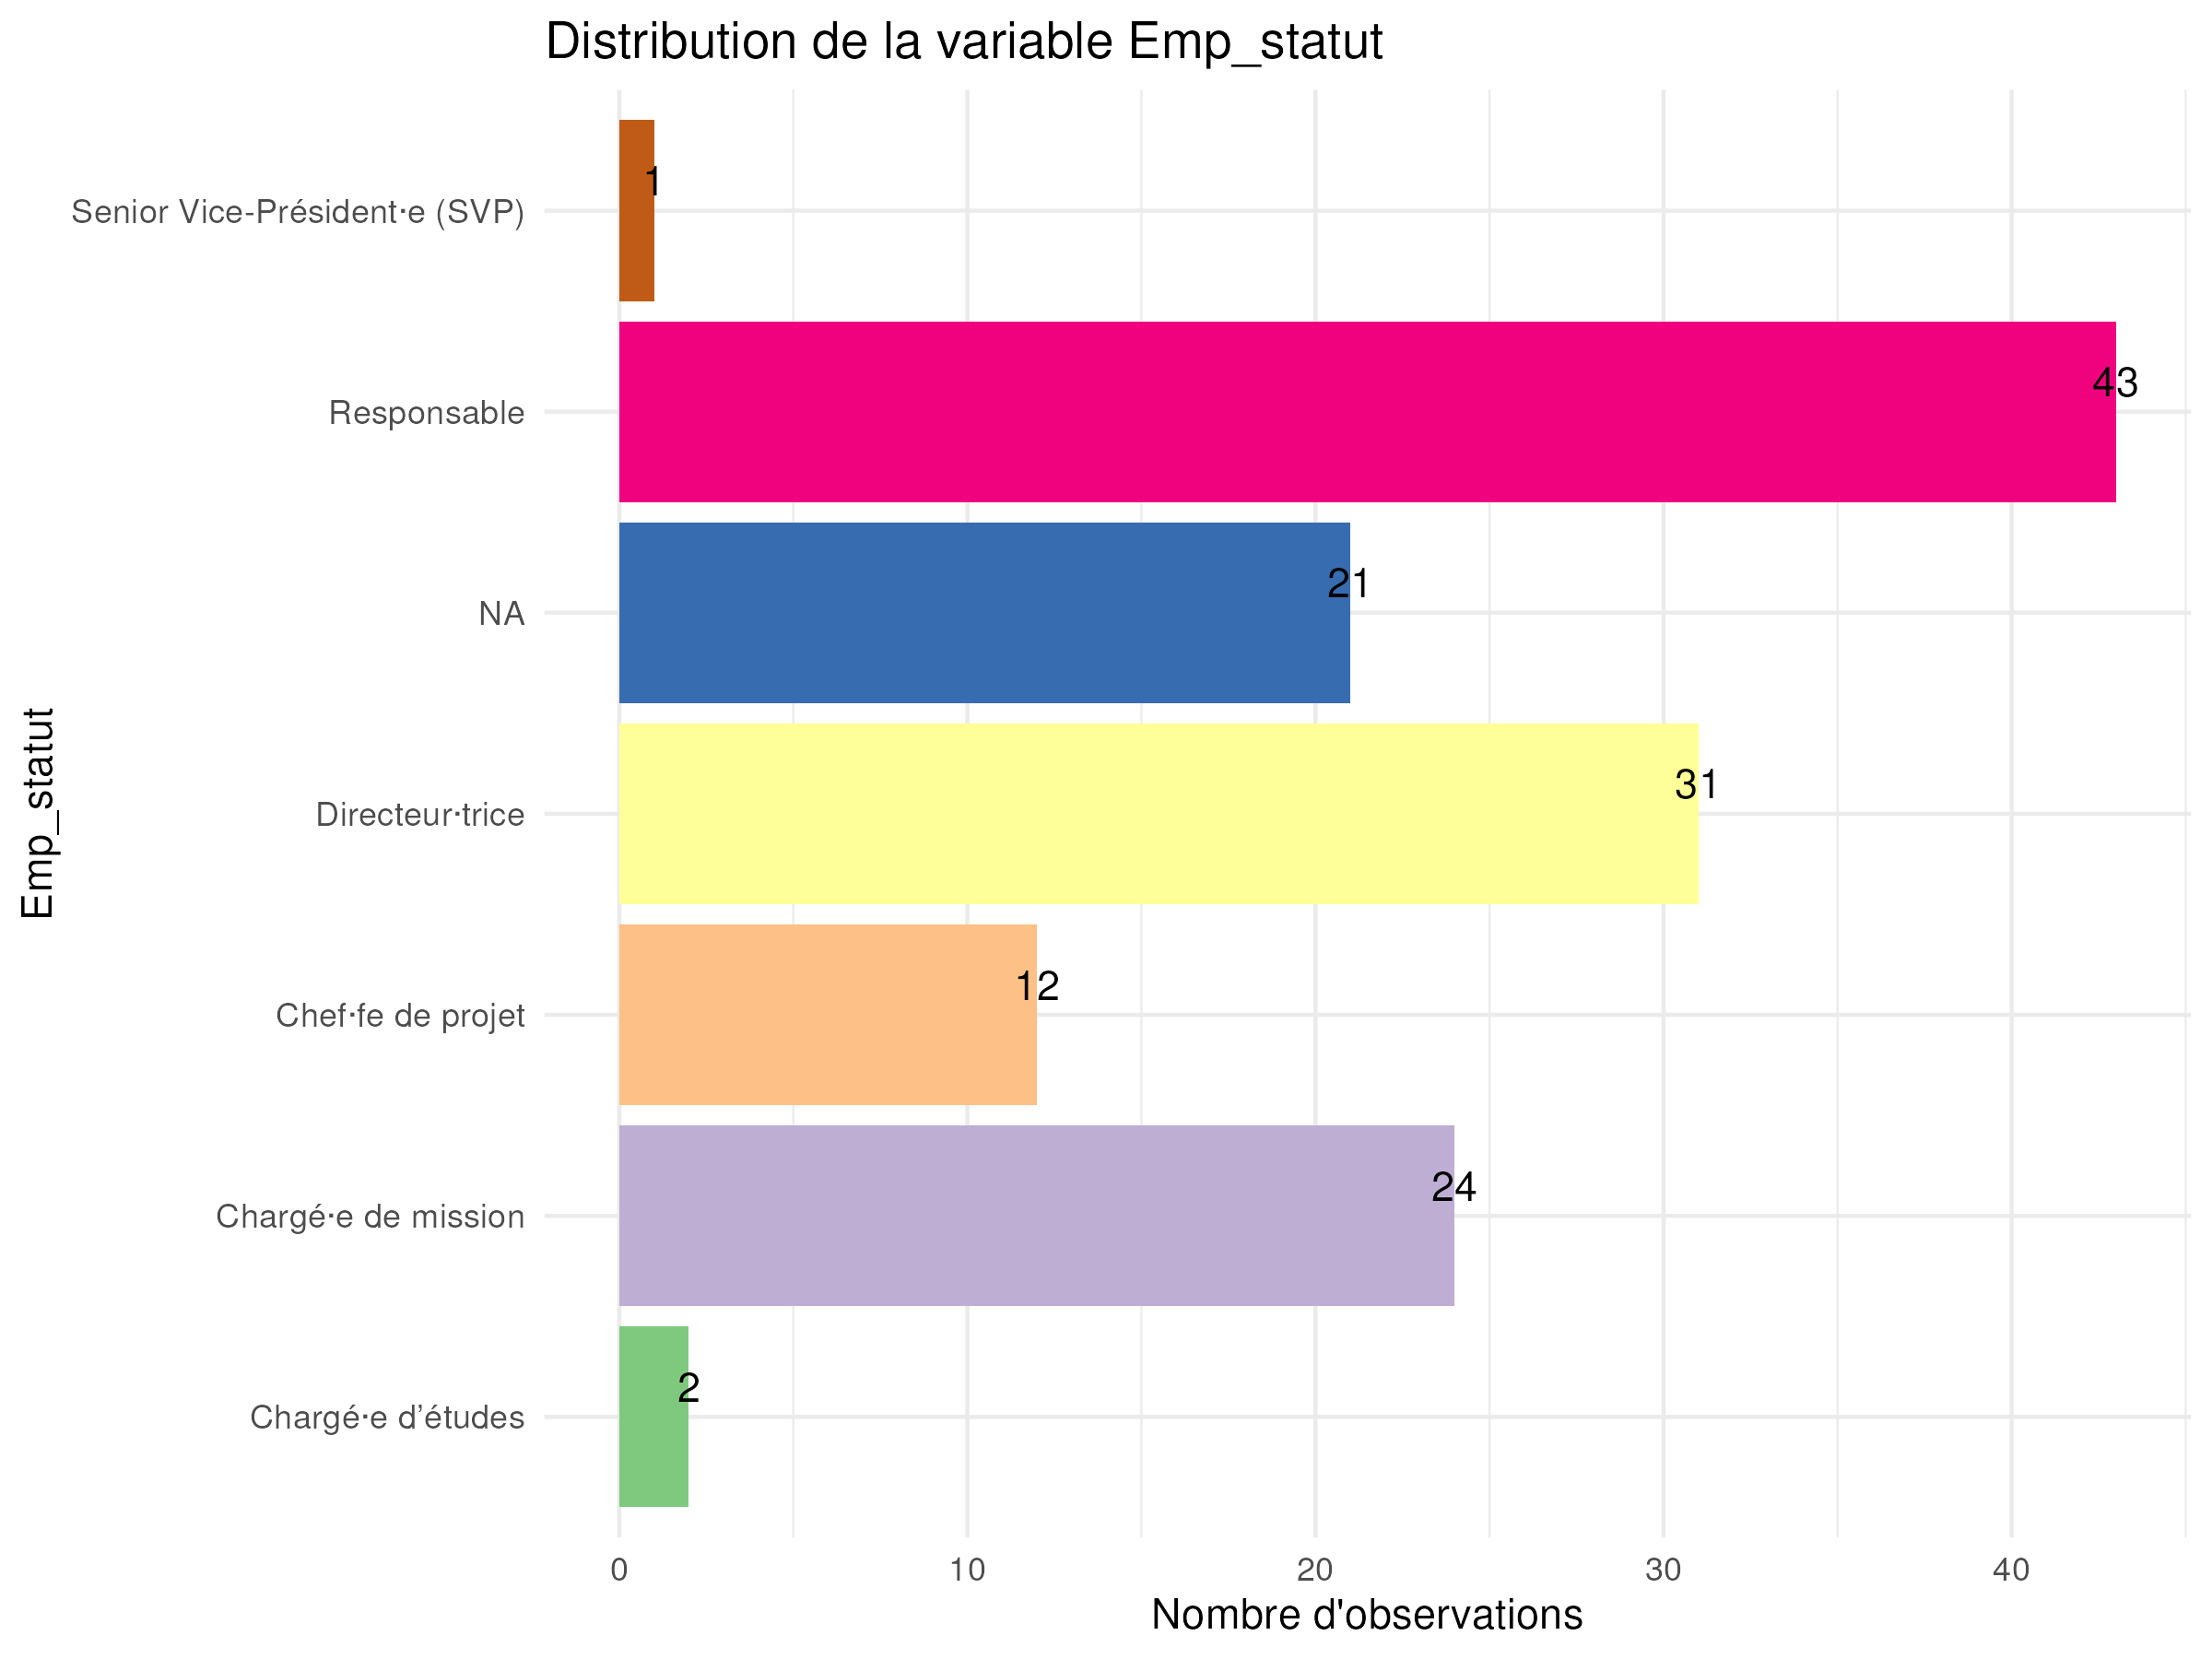 Distribution de la variable Emp_statut
Senior Vice-Président·e (SVP)
1
Responsable
43
NA
21
Directeur·trice
31
Chef·fe de projet
12
Chargé·e de mission
24
Chargé·e d’études
2
Emp_statut
0 10 20 30 40
Nombre d'observations